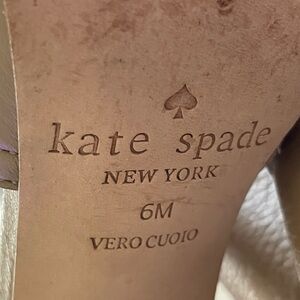 kate spade
NEW YORK
6M
VERO CUOIO